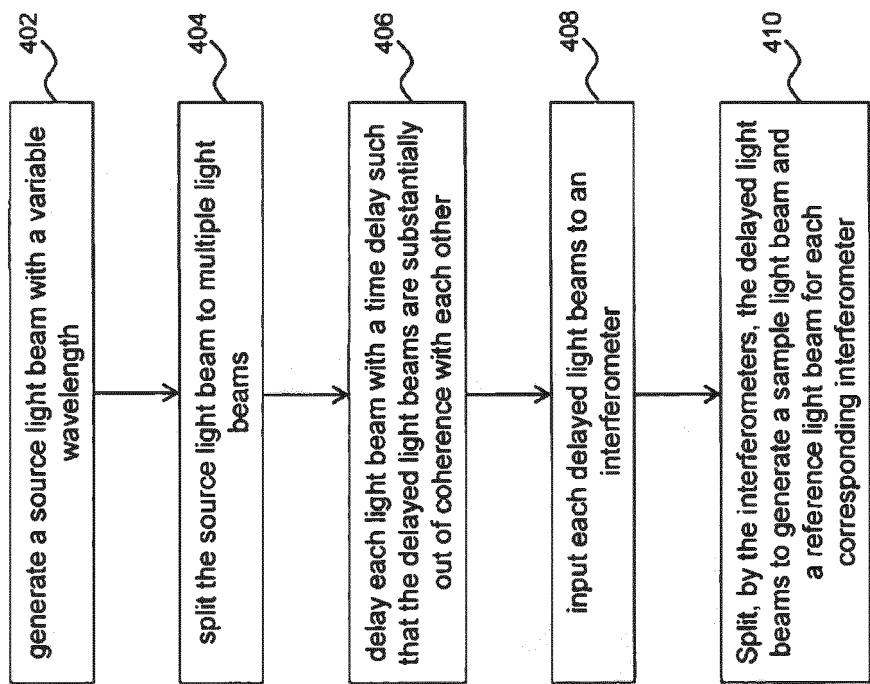 generate a source light beam with a variable
wavelength
402
split the source light beam to multiple light
beams
404
delay each light beam with a time delay such
that the delayed light beams are substantially
out of coherence with each other
406
input each delayed light beams to an
interferometer
408
Split, by the interferometers, the delayed light
beams to generate a sample light beam and
a reference light beam for each
corresponding interferometer
410